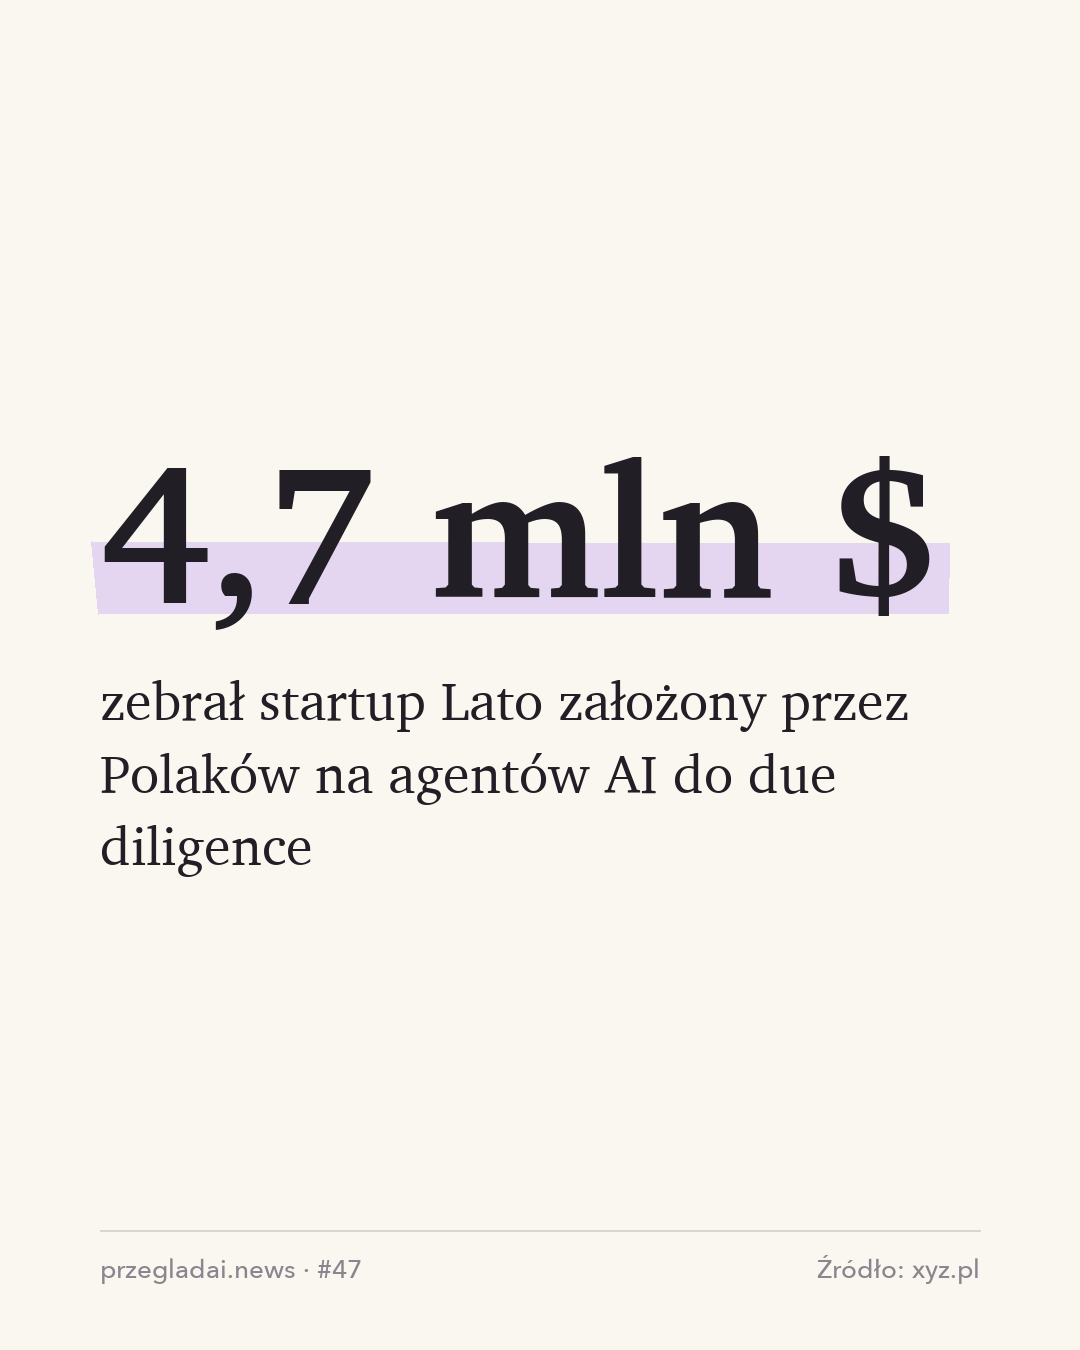 4,7 mln $
zebrał startup Lato założony przez
Polaków na agentów AI do due
diligence
przegladai.news · #47
Źródło: xyz.pl